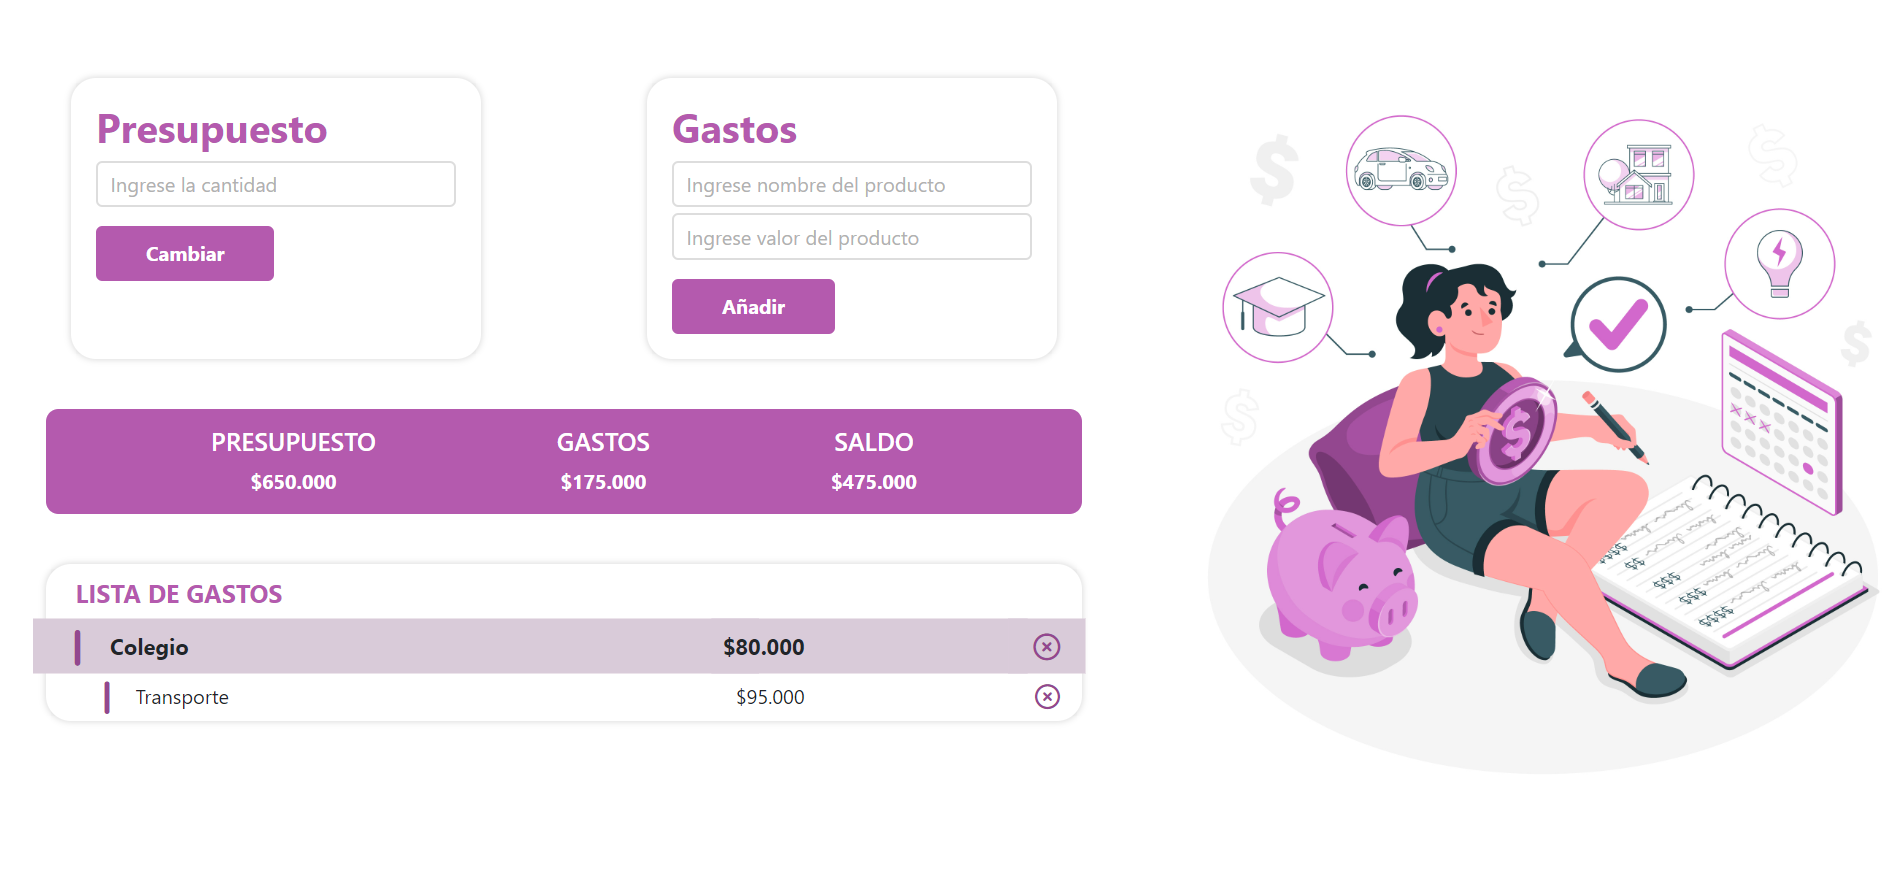 Presupuesto
Ingrese la cantidad
Cambiar
Gastos
Ingrese nombre del producto
Ingrese valor del producto
Añadir
PRESUPUESTO GASTOS SALDO
$650.000 $175.000 $475.000
LISTA DE GASTOS
Colegio $80.000
Transporte $95.000
$
$
$
$
$
$
$$$$
$$
$$$
$$$
$$$$